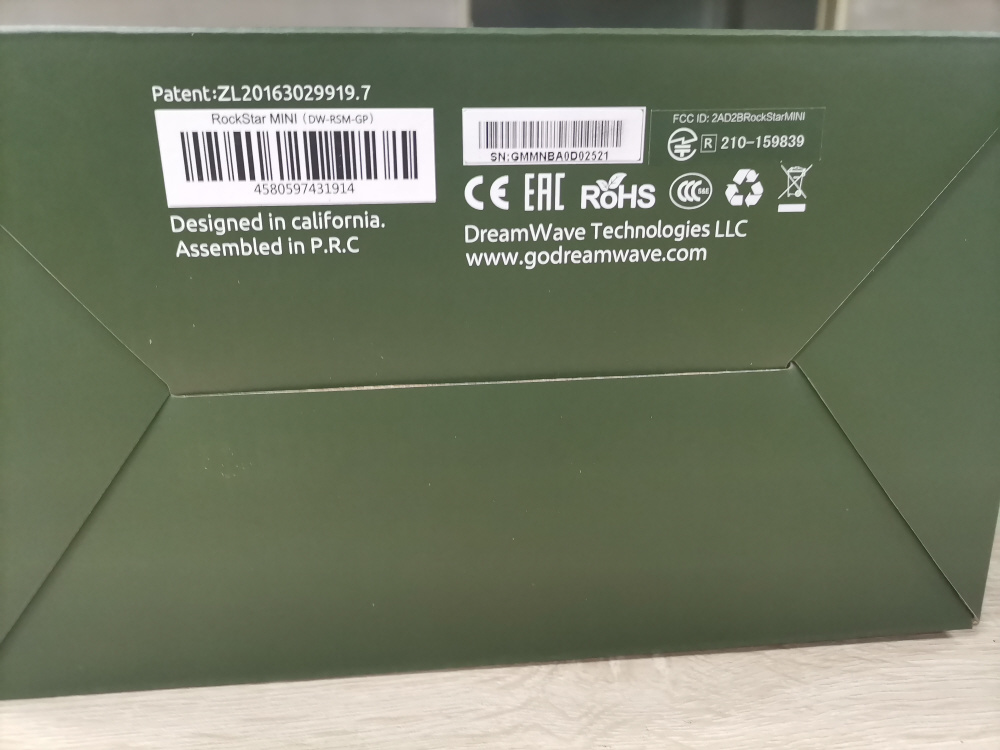 Patent:ZL20163029919.7
RockStar MINI (DW-RSM-GP)
4580597431914
Designed in california.
Assembled in P.R.C
SN:GMMNBA0D02521
FCC ID: 2AD2BRockStarMINI
R 210-159839
CE EAC RoHS CCC S&E
DreamWave Technologies LLC
www.godreamwave.com